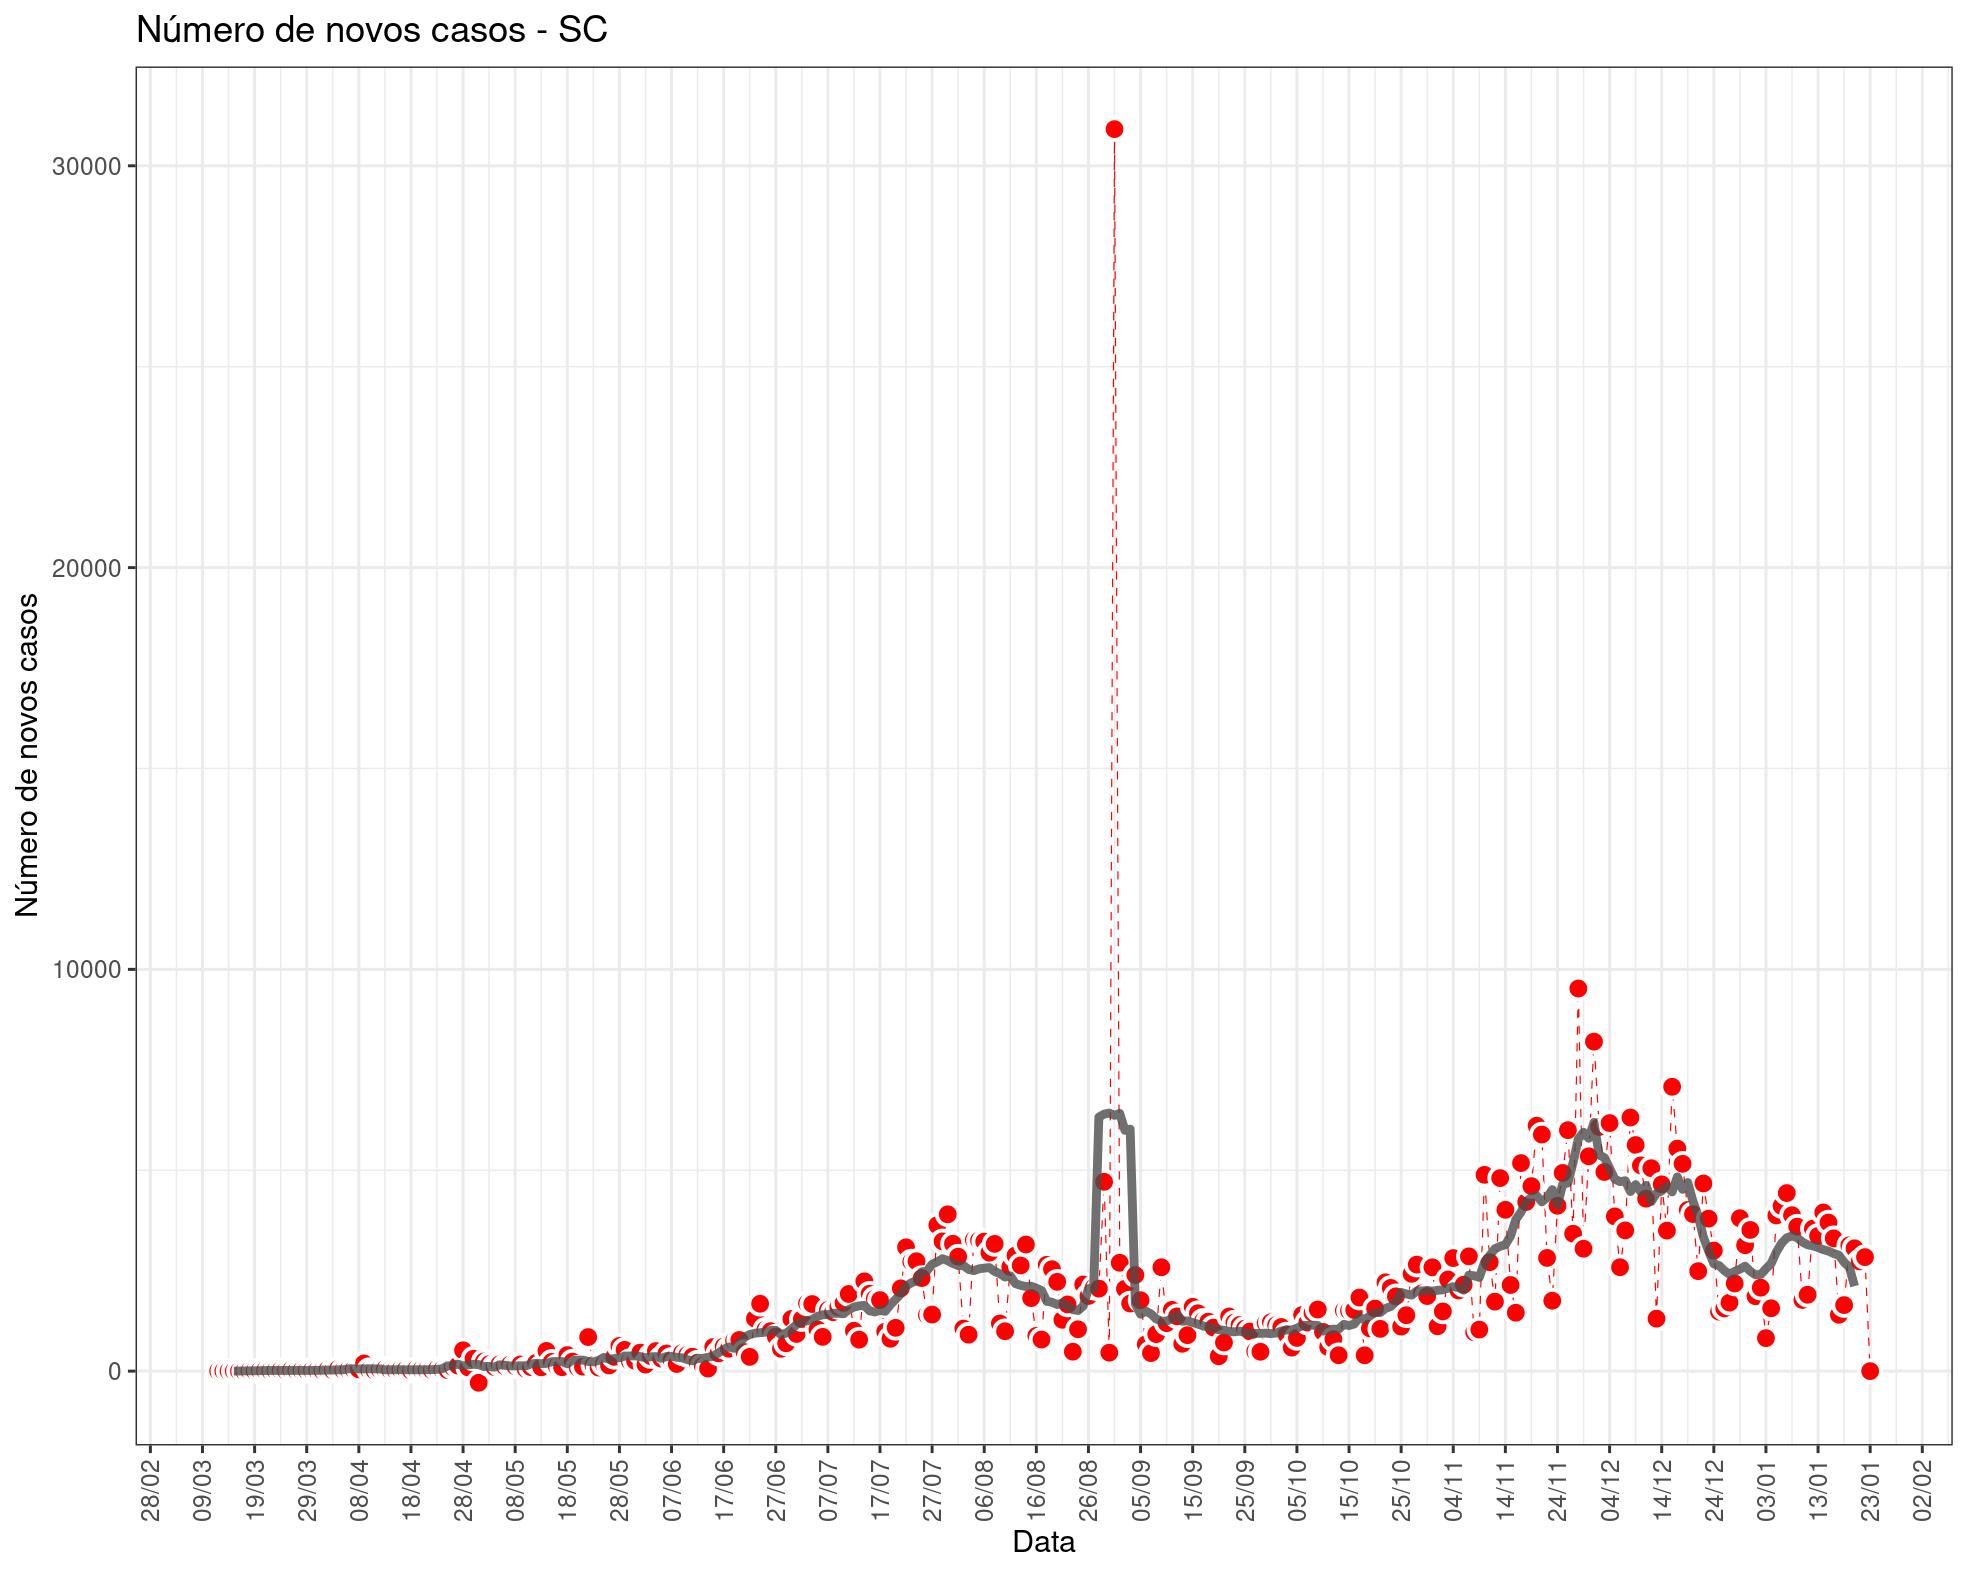 Número de novos casos - SC
Número de novos casos
30000
20000
10000
0
28/02 09/03 19/03 29/03 08/04 18/04 28/04 08/05 18/05 28/05 07/06 17/06 27/06 07/07 17/07 27/07 06/08 16/08 26/08 05/09 15/09 25/09 05/10 15/10 25/10 04/11 14/11 24/11 04/12 14/12 24/12 03/01 13/01 23/01 02/02
Data